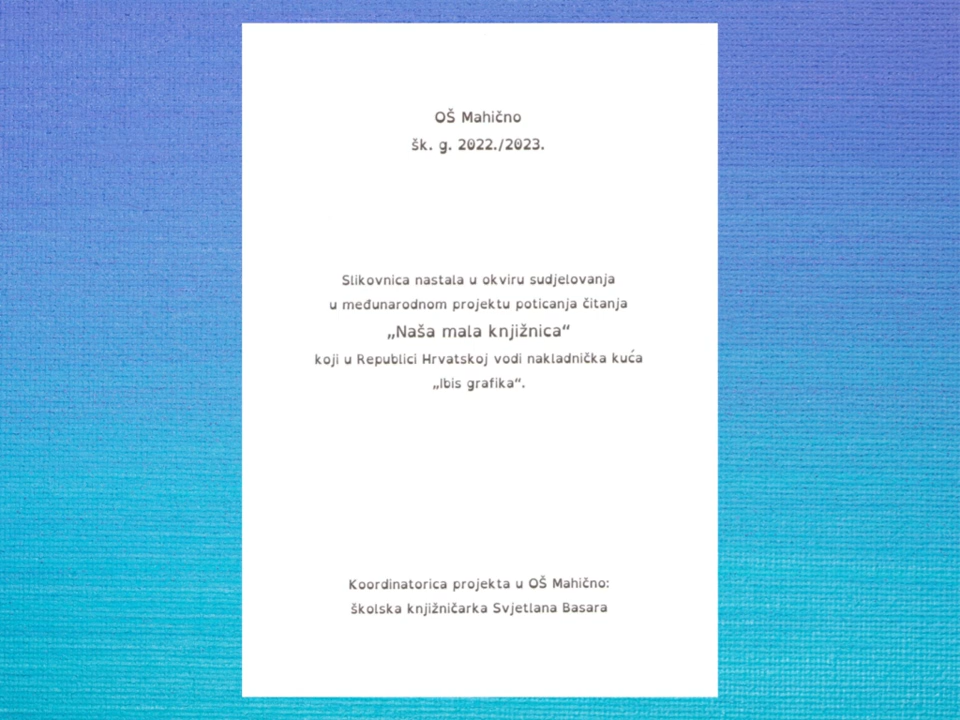 OŠ Mahično
šk. g. 2022./2023.
Slikovnica nastala u okviru sudjelovanja
u međunarodnom projektu poticanja čitanja
„Naša mala knjižnica“
koji u Republici Hrvatskoj vodi nakladnička kuća
„Ibis grafika“.
Koordinatorica projekta u OŠ Mahično:
školska knjižničarka Svjetlana Basara